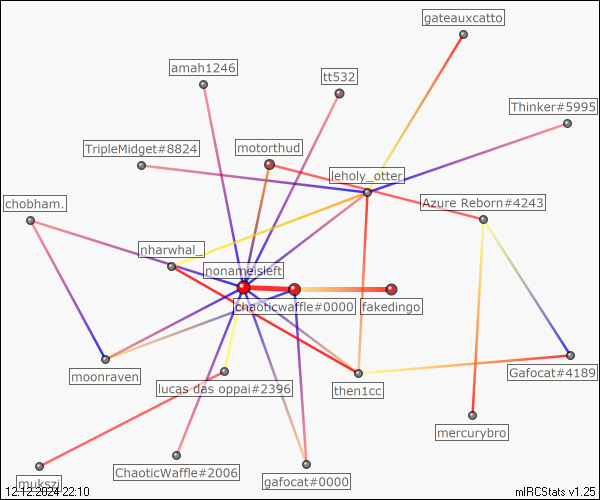 gateauxcatto
amah1246
tt532
Thinker#5995
motorthud
TripleMidget#8824
leholy_otter
chobham.
Azure Reborn#4243
nharwhal_
nonameisleft
chaoticwaffle#0000
fakedingo
moonraven
lucas das oppai#2396
then1cc
Gafocat#4189
mercurybro
ChaoticWaffle#2006
gafocat#0000
mukszi
12.12.2024 22:10
mIRCStats v1.25